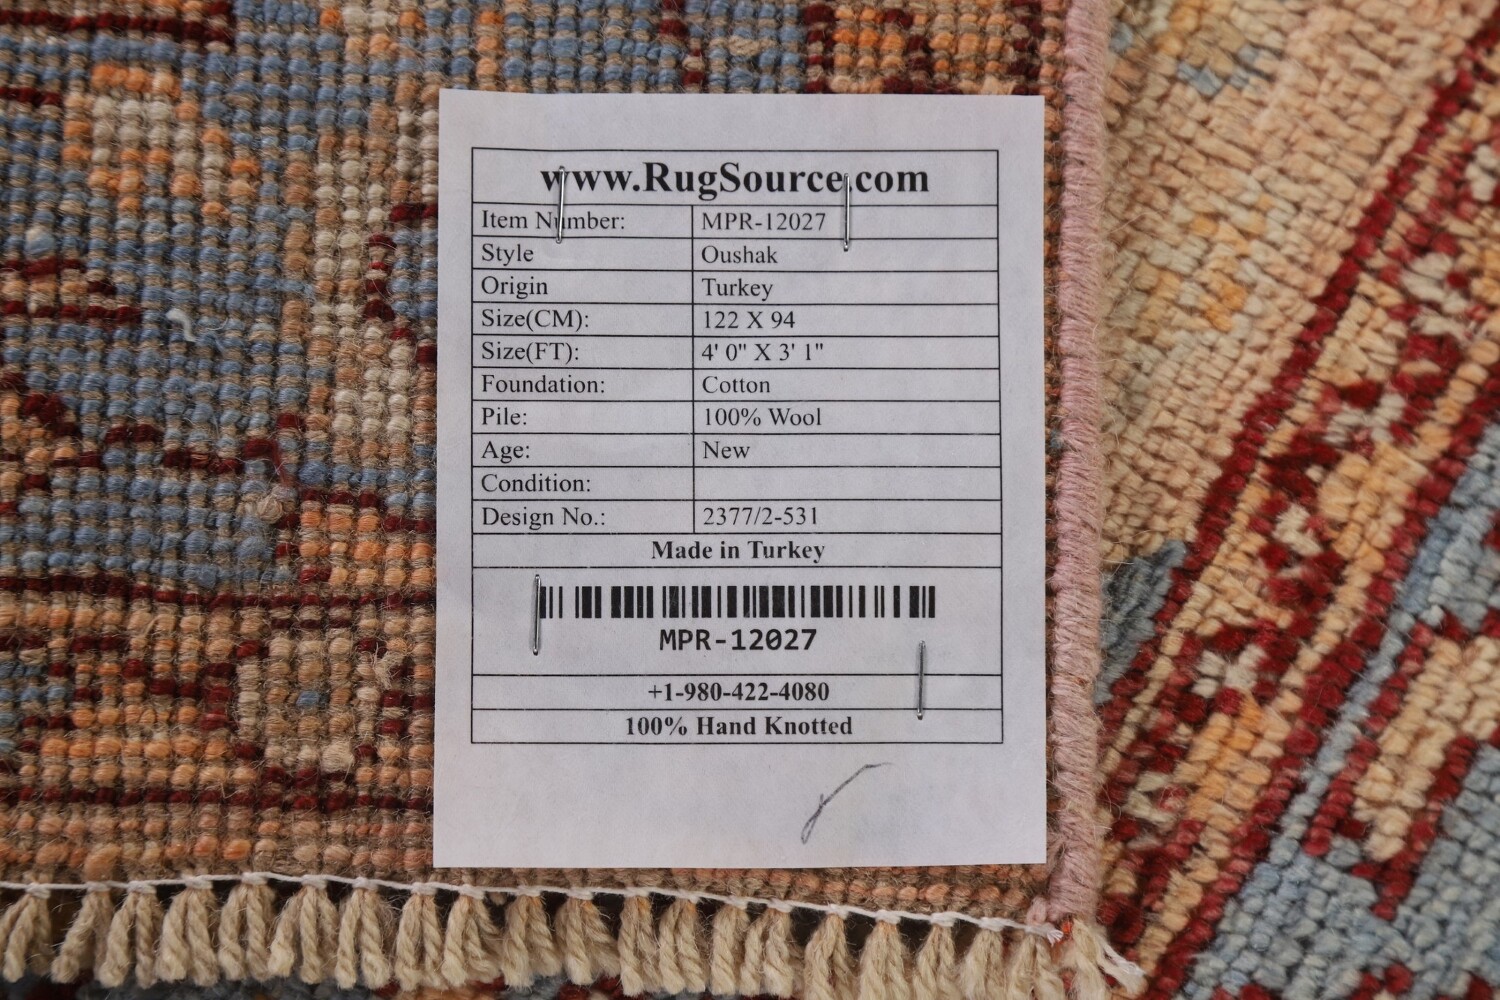 www.RugSource.com
Item Number: MPR-12027
Style Oushak
Origin Turkey
Size(CM): 122 X 94
Size(FT): 4' 0" X 3' 1"
Foundation: Cotton
Pile: 100% Wool
Age: New
Condition:
Design No.: 2377/2-531
Made in Turkey
MPR-12027
+1-980-422-4080
100% Hand Knotted